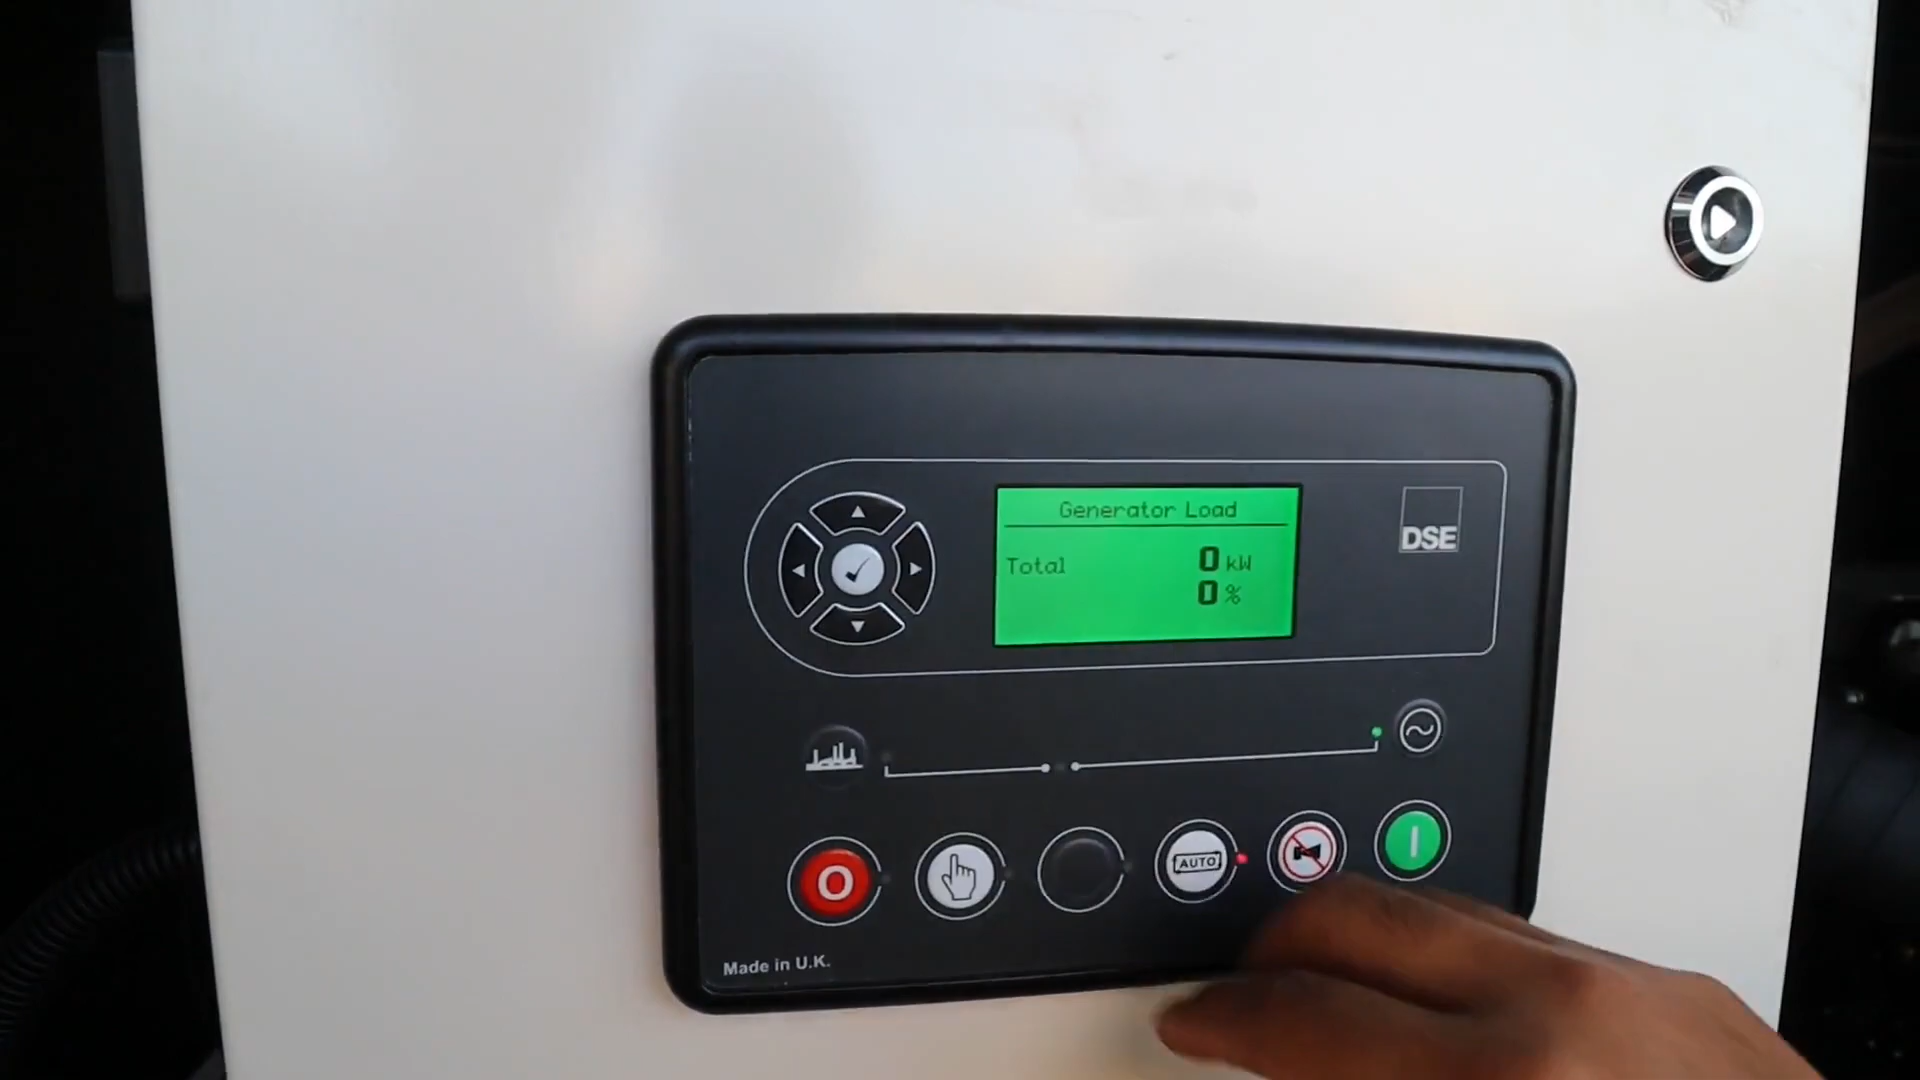 Generator Load
Total 0 kW
0 %
DSE
O
AUTO
I
Made in U.K.